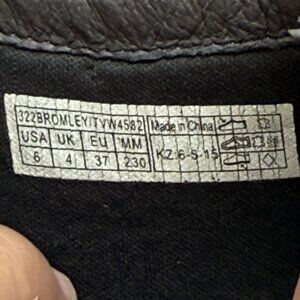 322BROMLEY/TVW4582
Made in China
USA UK EU MM
6 4 37 230
KZ.6-S-15